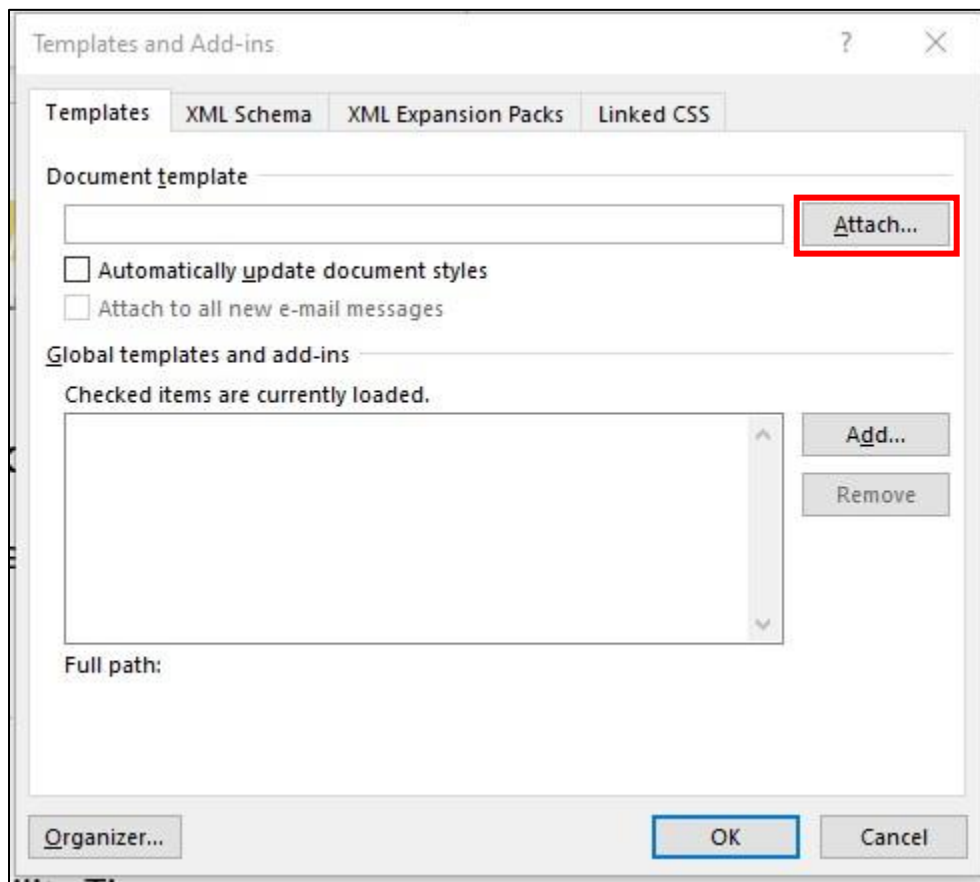 Templates and Add-ins ?
Templates XML Schema XML Expansion Packs Linked CSS
Document template
Attach...
Automatically update document styles
Attach to all new e-mail messages
Global templates and add-ins
Checked items are currently loaded.
Add...
Remove
Full path:
Organizer... OK Cancel